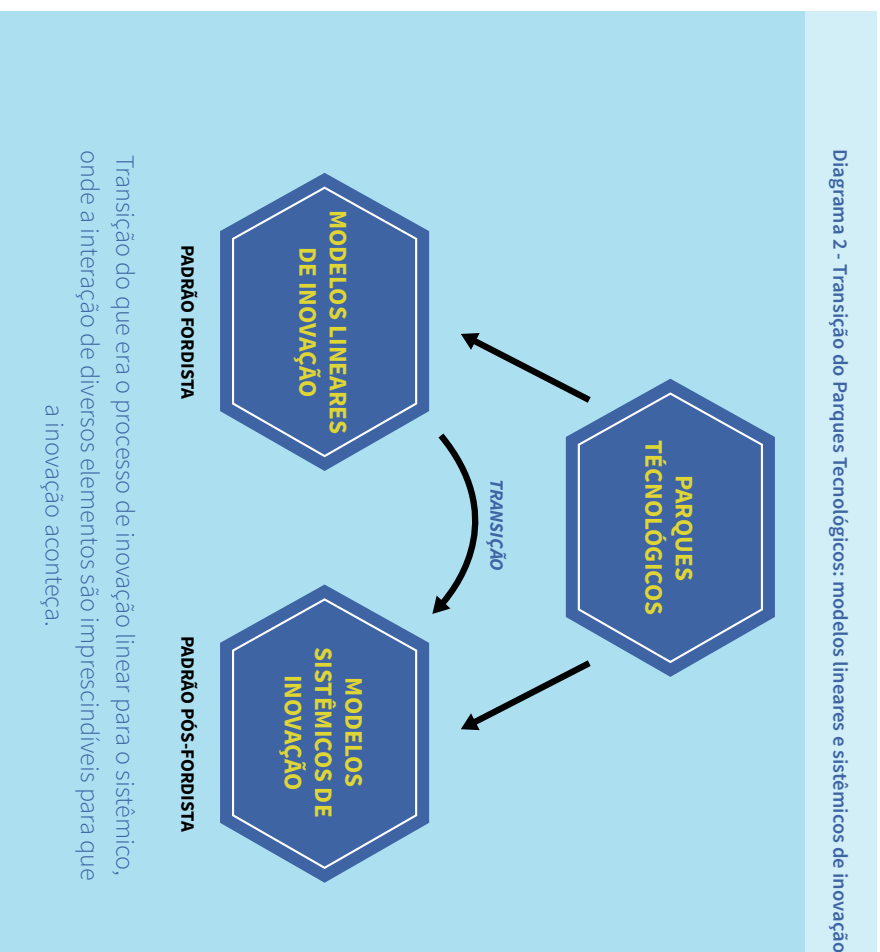 Diagrama 2 - Transição do Parques Tecnológicos: modelos lineares e sistêmicos de inovação
PARQUES
TÉCNOLÓGICOS
TRANSIÇÃO
MODELOS LINEARES
DE INOVAÇÃO
MODELOS
SISTÊMICOS DE
INOVAÇÃO
PADRÃO FORDISTA
PADRÃO PÓS-FORDISTA
Transição do que era o processo de inovação linear para o sistêmico,
onde a interação de diversos elementos são imprescindíveis para que
a inovação aconteça.